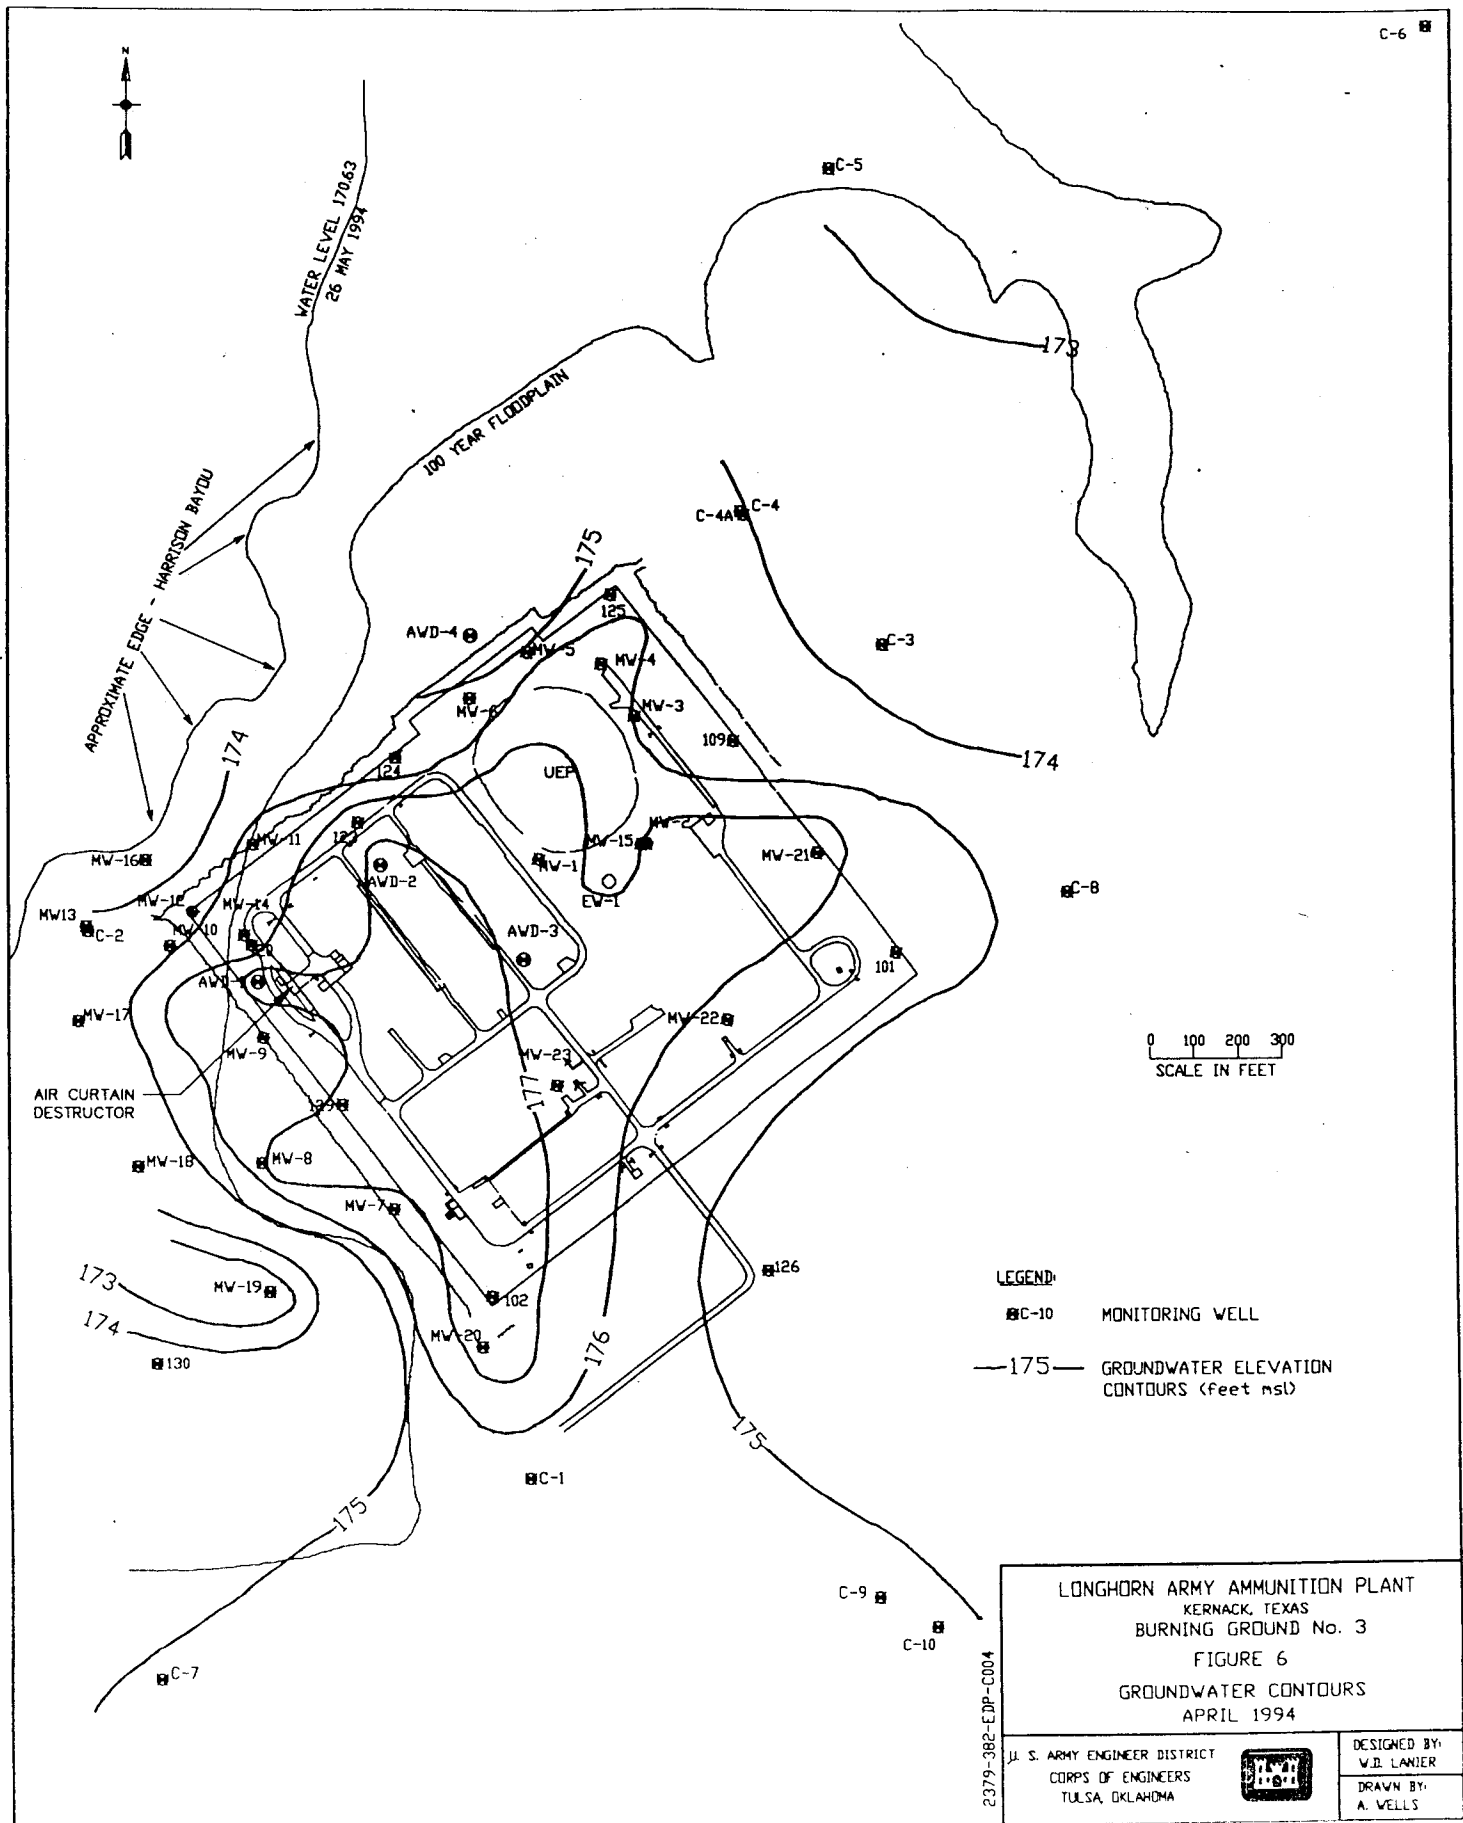 N
C-6
C-5
WATER LEVEL 170.63
26 MAY 1994
173
100 YEAR FLOODPLAIN
APPROXIMATE EDGE - HARRISON BAYOU
C-4
C-4A
175
125
AWD-4
MW-5
MW-4
C-3
MW-6
MW-3
109
174
174
124
UEP
123
MW-11
MW-15
MW-2
MW-16
MW-1
MW-21
AWD-2
EW-1
C-8
MW-12
MW-14
MW13
C-2
MW-10
AWD-3
101
MW-17
MW-22
MW-9
MW-23
0 100 200 300
SCALE IN FEET
AIR CURTAIN
DESTRUCTOR
129
177
MW-18
MW-8
MW-7
126
173
MW-19
174
102
MW-20
176
130
LEGEND:
C-10 MONITORING WELL
175 GROUNDWATER ELEVATION
CONTOURS (feet msl)
175
C-1
175
C-9
C-10
C-7
LONGHORN ARMY AMMUNITION PLANT
KERNACK, TEXAS
BURNING GROUND No. 3
FIGURE 6
GROUNDWATER CONTOURS
APRIL 1994
2379-382-EDP-C004
U. S. ARMY ENGINEER DISTRICT
CORPS OF ENGINEERS
TULSA, OKLAHOMA
DESIGNED BY:
W.D. LANIER
DRAWN BY:
A. WELLS